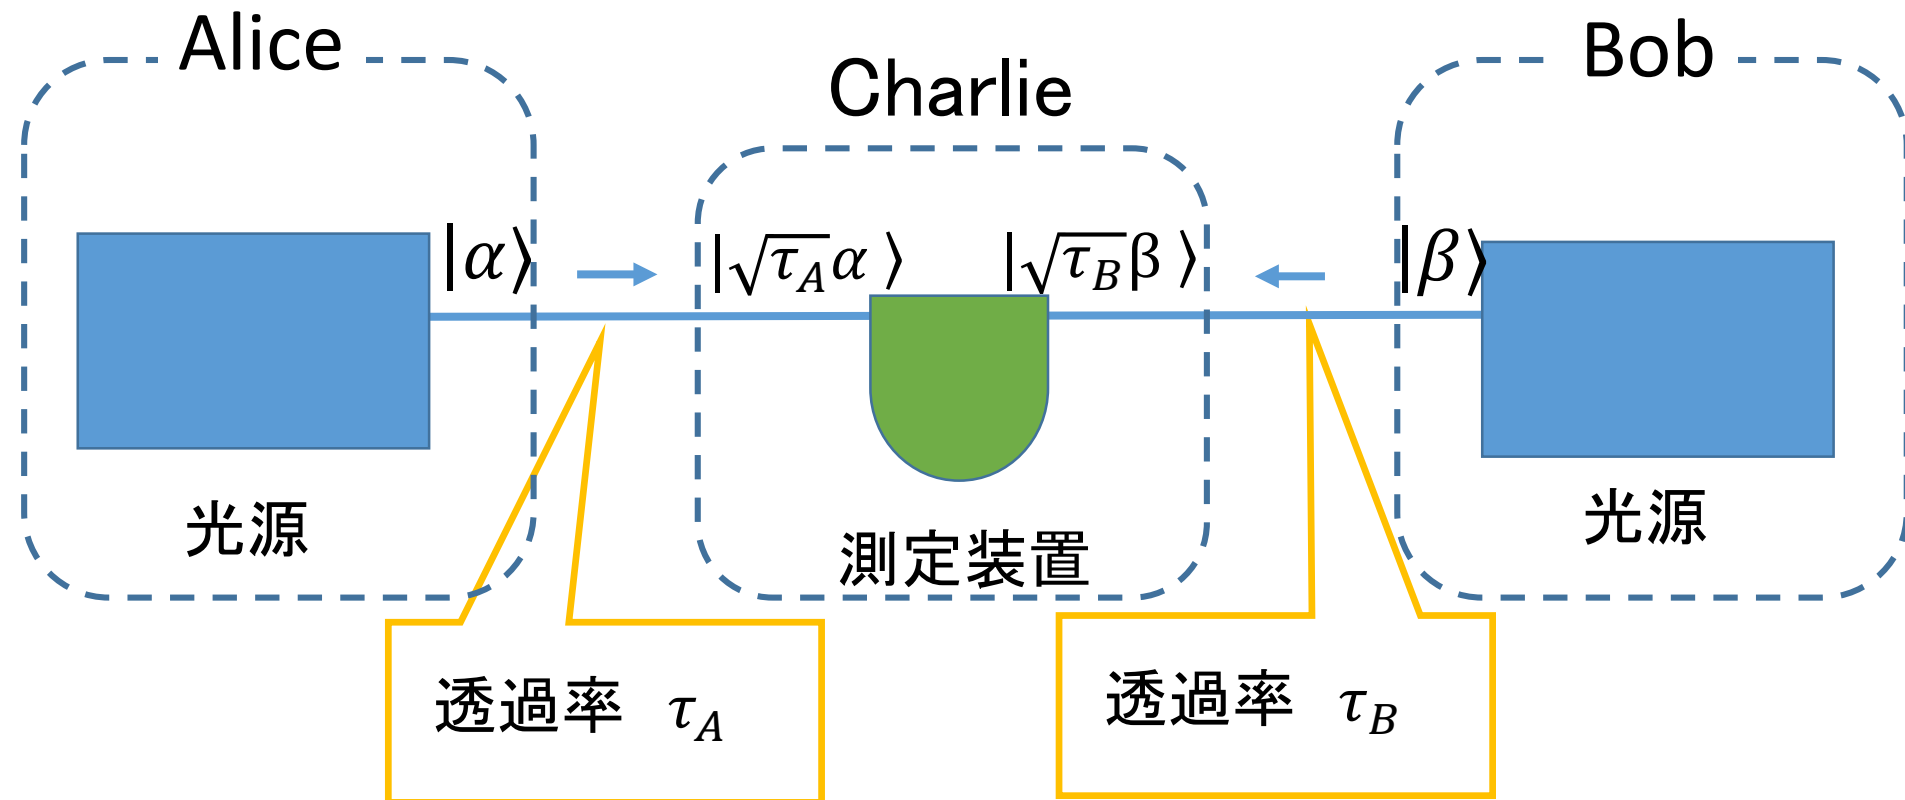 Alice
Charlie
Bob
|α⟩
|√τ_A α ⟩
|√τ_B β ⟩
|β⟩
光源
測定装置
光源
透過率 τ_A
透過率 τ_B